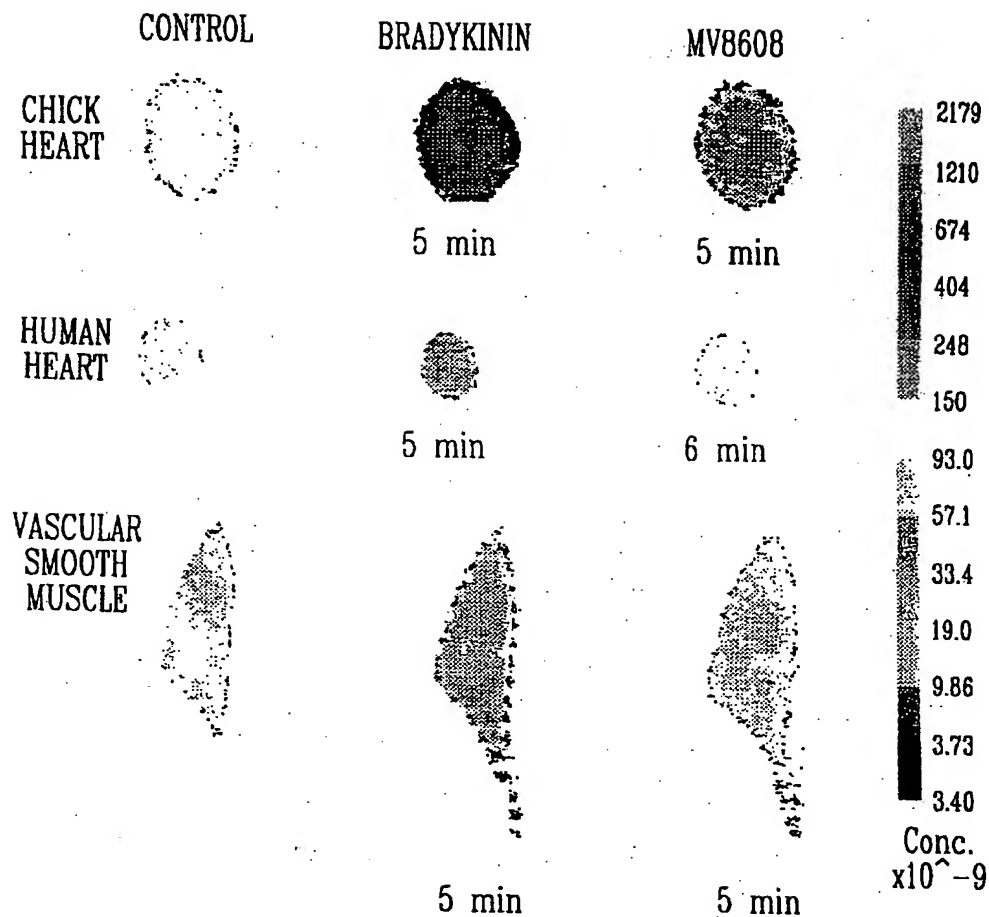 CONTROL
BRADYKININ
MV8608
CHICK
HEART
5 min
5 min
HUMAN
HEART
5 min
6 min
VASCULAR
SMOOTH
MUSCLE
5 min
5 min
2179
1210
674
404
248
150
93.0
57.1
33.4
19.0
9.86
3.73
3.40
Conc.
x10^-9